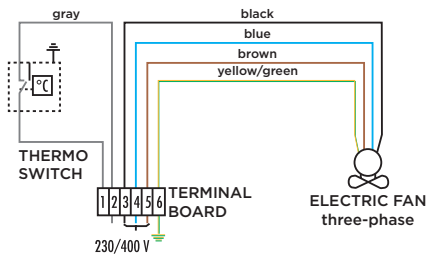 gray
black
blue
brown
yellow/green
°C
THERMO
SWITCH
1 2 3 4 5 6
TERMINAL
BOARD
230/400 V
ELECTRIC FAN
three-phase